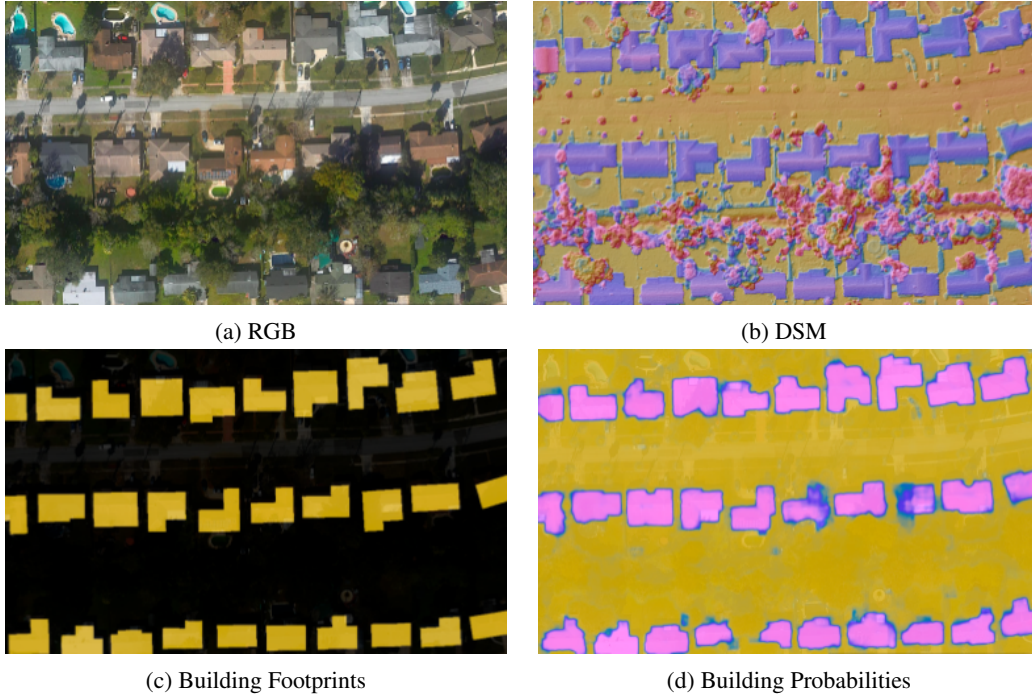 (a) RGB
(b) DSM
(c) Building Footprints
(d) Building Probabilities